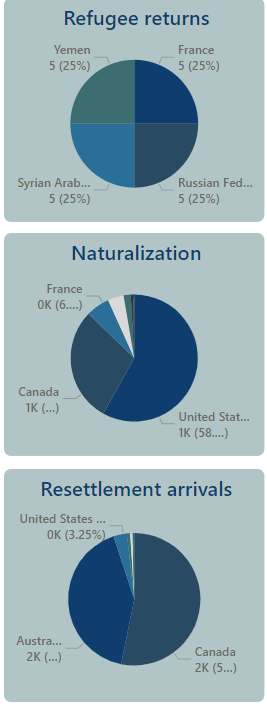 Refugee returns
Yemen
5 (25%)
France
5 (25%)
Syrian Arab...
5 (25%)
Russian Fed...
5 (25%)
Naturalization
France
0K (6....)
Canada
1K (...)
United Stat...
1K (58....)
Resettlement arrivals
United States ...
0K (3.25%)
Austra...
2K (...)
Canada
2K (5...)